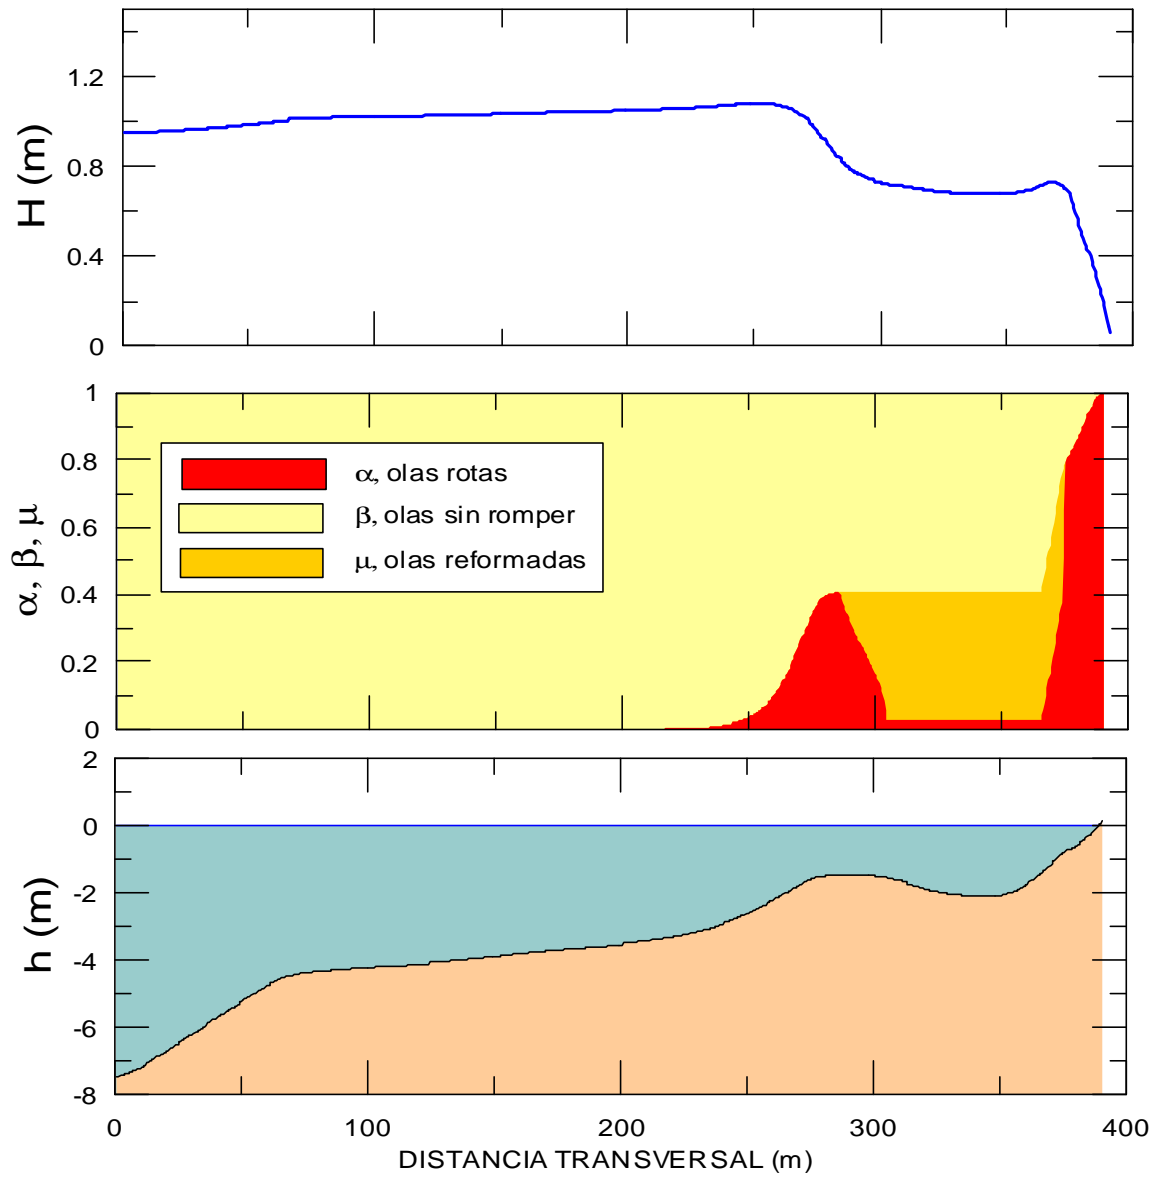 1.2
0.8
0.4
0
H (m)
1
0.8
0.6
0.4
0.2
0
α, β, μ
α, olas rotas
β, olas sin romper
μ, olas reformadas
2
0
-2
-4
-6
-8
h (m)
0 100 200 300 400
DISTANCIA TRANSVERSAL (m)